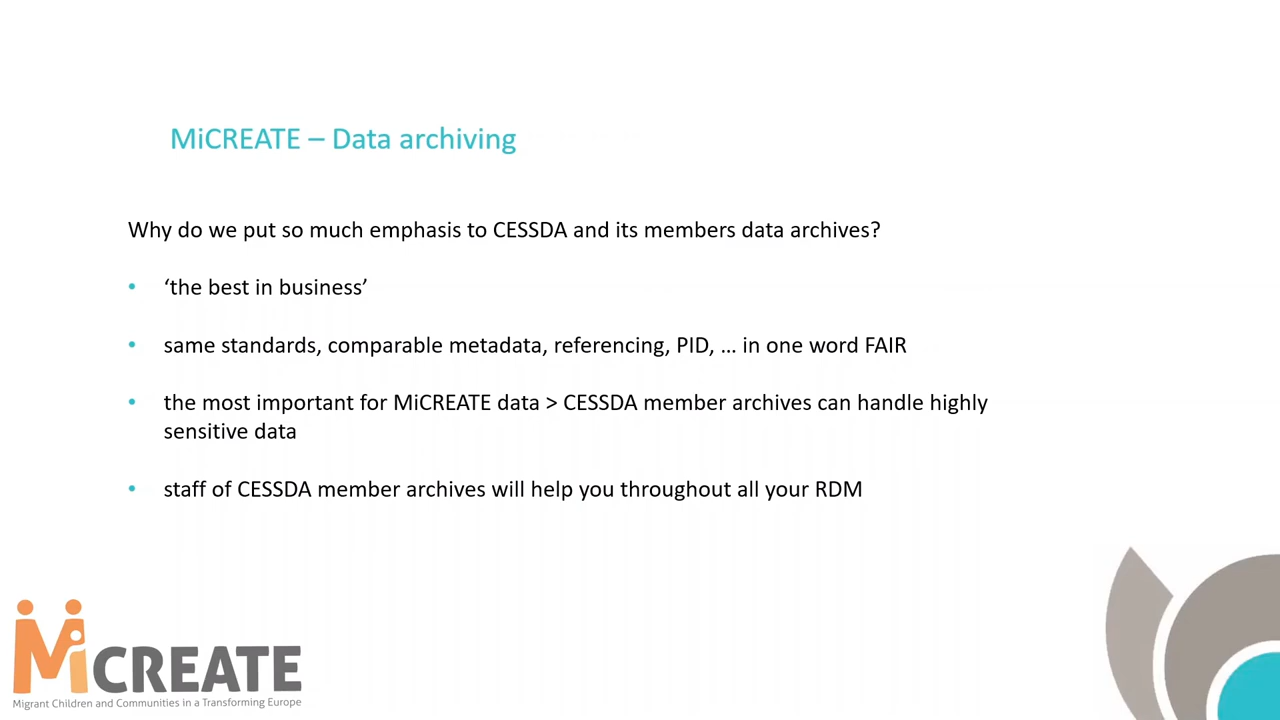 MiCREATE – Data archiving
Why do we put so much emphasis to CESSDA and its members data archives?
• ‘the best in business’
• same standards, comparable metadata, referencing, PID, … in one word FAIR
• the most important for MiCREATE data > CESSDA member archives can handle highly
sensitive data
• staff of CESSDA member archives will help you throughout all your RDM
MiCREATE
Migrant Children and Communities in a Transforming Europe